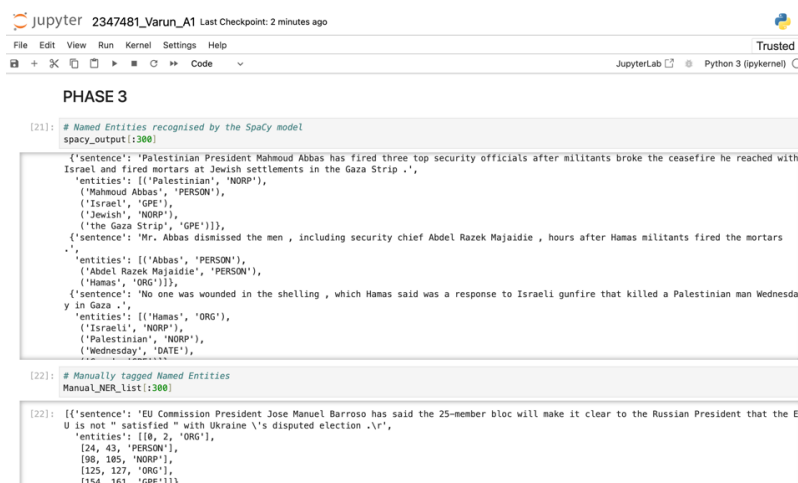 jupyter 2347481_Varun_A1 Last Checkpoint: 2 minutes ago
File Edit View Run Kernel Settings Help Trusted
Code JupyterLab Python 3 (ipykernel)
PHASE 3
[21]: # Named Entities recognised by the SpaCy model
spacy_output[:300]
{'sentence': 'Palestinian President Mahmoud Abbas has fired three top security officials after militants broke the ceasefire he reached with
Israel and fired mortars at Jewish settlements in the Gaza Strip .',
'entities': [('Palestinian', 'NORP'),
('Mahmoud Abbas', 'PERSON'),
('Israel', 'GPE'),
('Jewish', 'NORP'),
('the Gaza Strip', 'GPE')]},
{'sentence': 'Mr. Abbas dismissed the men , including security chief Abdel Razek Majaidie , hours after Hamas militants fired the mortars
.',
'entities': [('Abbas', 'PERSON'),
('Abdel Razek Majaidie', 'PERSON'),
('Hamas', 'ORG')]},
{'sentence': 'No one was wounded in the shelling , which Hamas said was a response to Israeli gunfire that killed a Palestinian man Wednesda
y in Gaza .',
'entities': [('Hamas', 'ORG'),
('Israeli', 'NORP'),
('Palestinian', 'NORP'),
('Wednesday', 'DATE'),
[22]: # Manually tagged Named Entities
Manual_NER_list[:300]
[22]: [{'sentence': 'EU Commission President Jose Manuel Barroso has said the 25-member bloc will make it clear to the Russian President that the E
U is not " satisfied " with Ukraine \'s disputed election .\r',
'entities': [[0, 2, 'ORG'],
[24, 43, 'PERSON'],
[98, 105, 'NORP'],
[125, 127, 'ORG'],
[154, 161, 'GPE']]}